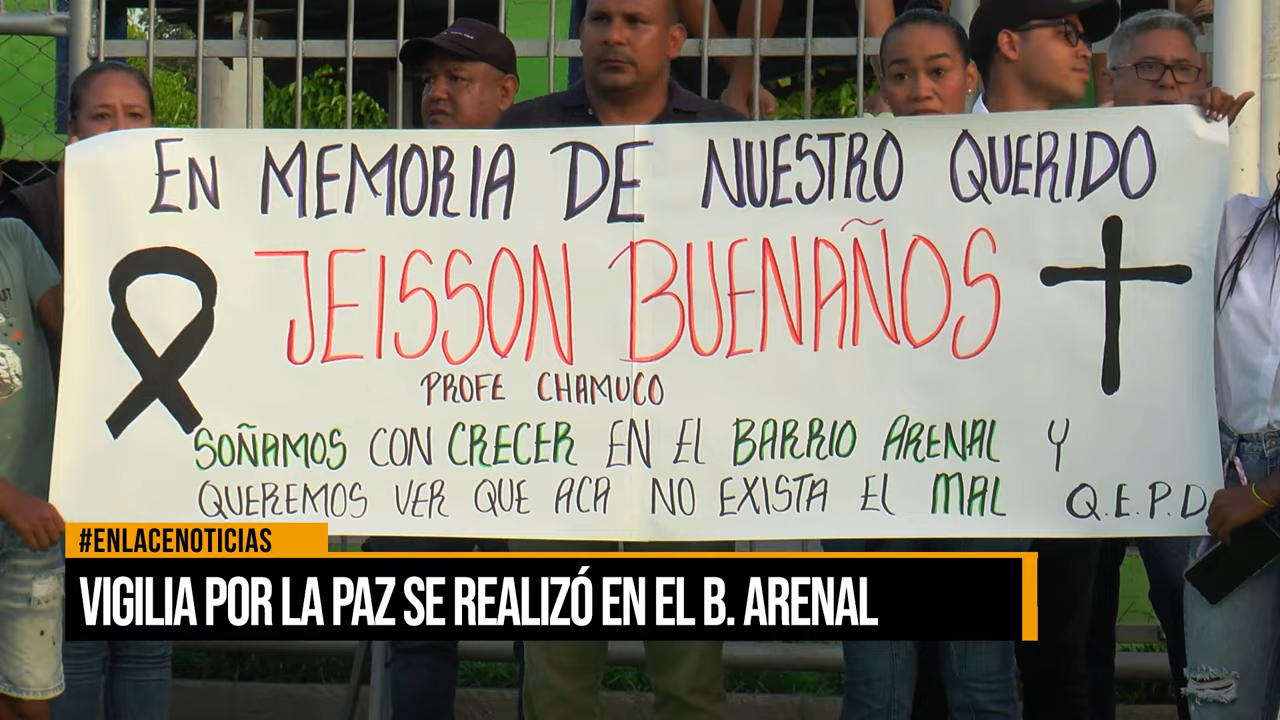 EN MEMORIA DE NUESTRO QUERIDO
JEISSON BUENAÑOS
PROFE CHAMUCO
SOÑAMOS CON CRECER EN EL BARRIO ARENAL Y
QUEREMOS VER QUE ACA NO EXISTA EL MAL Q.E.P.D
#ENLACENOTICIAS
VIGILIA POR LA PAZ SE REALIZÓ EN EL B. ARENAL